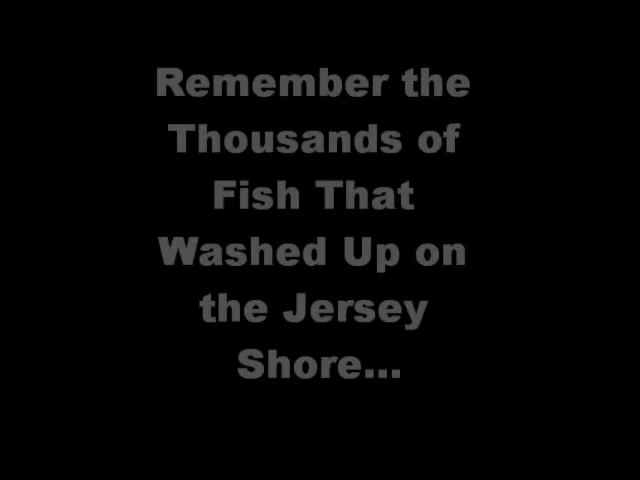 Remember the
Thousands of
Fish That
Washed Up on
the Jersey
Shore...